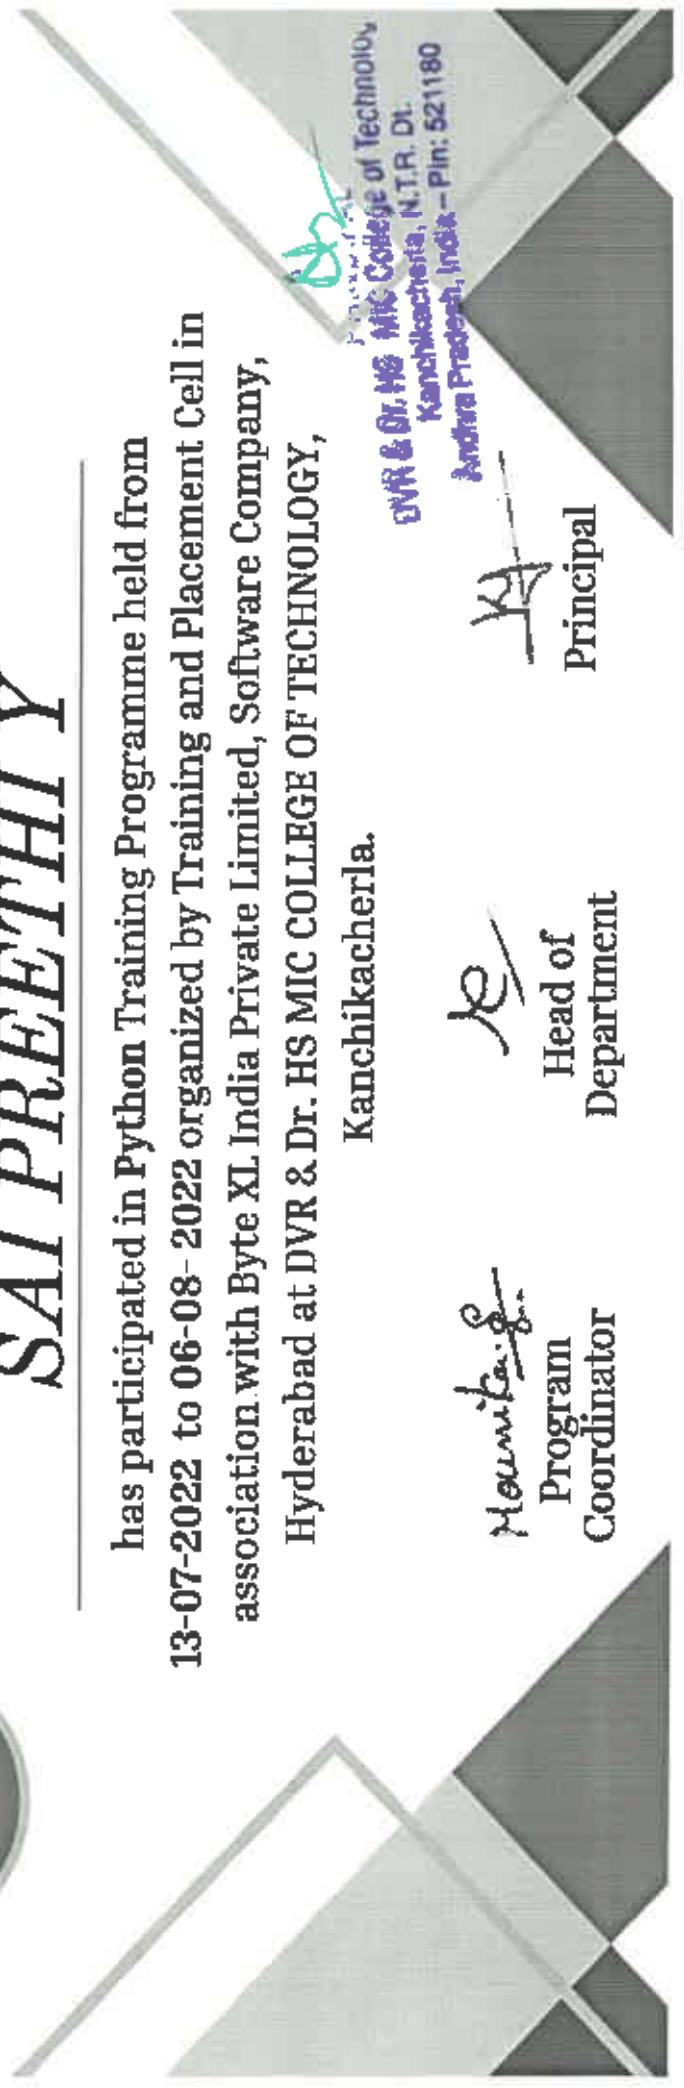 SAI PREETHI Y
has participated in Python Training Programme held from
13-07-2022 to 06-08- 2022 organized by Training and Placement Cell in
association with Byte XL India Private Limited, Software Company,
Hyderabad at DVR & Dr. HS MIC COLLEGE OF TECHNOLOGY,
Kanchikacherla.
Mounika.g.
Program
Coordinator
Head of
Department
Principal
DVR & Dr. HS MIC College of Technology
Kanchikacherla, N.T.R. Dt.
Andhra Pradesh, India – Pin: 521180